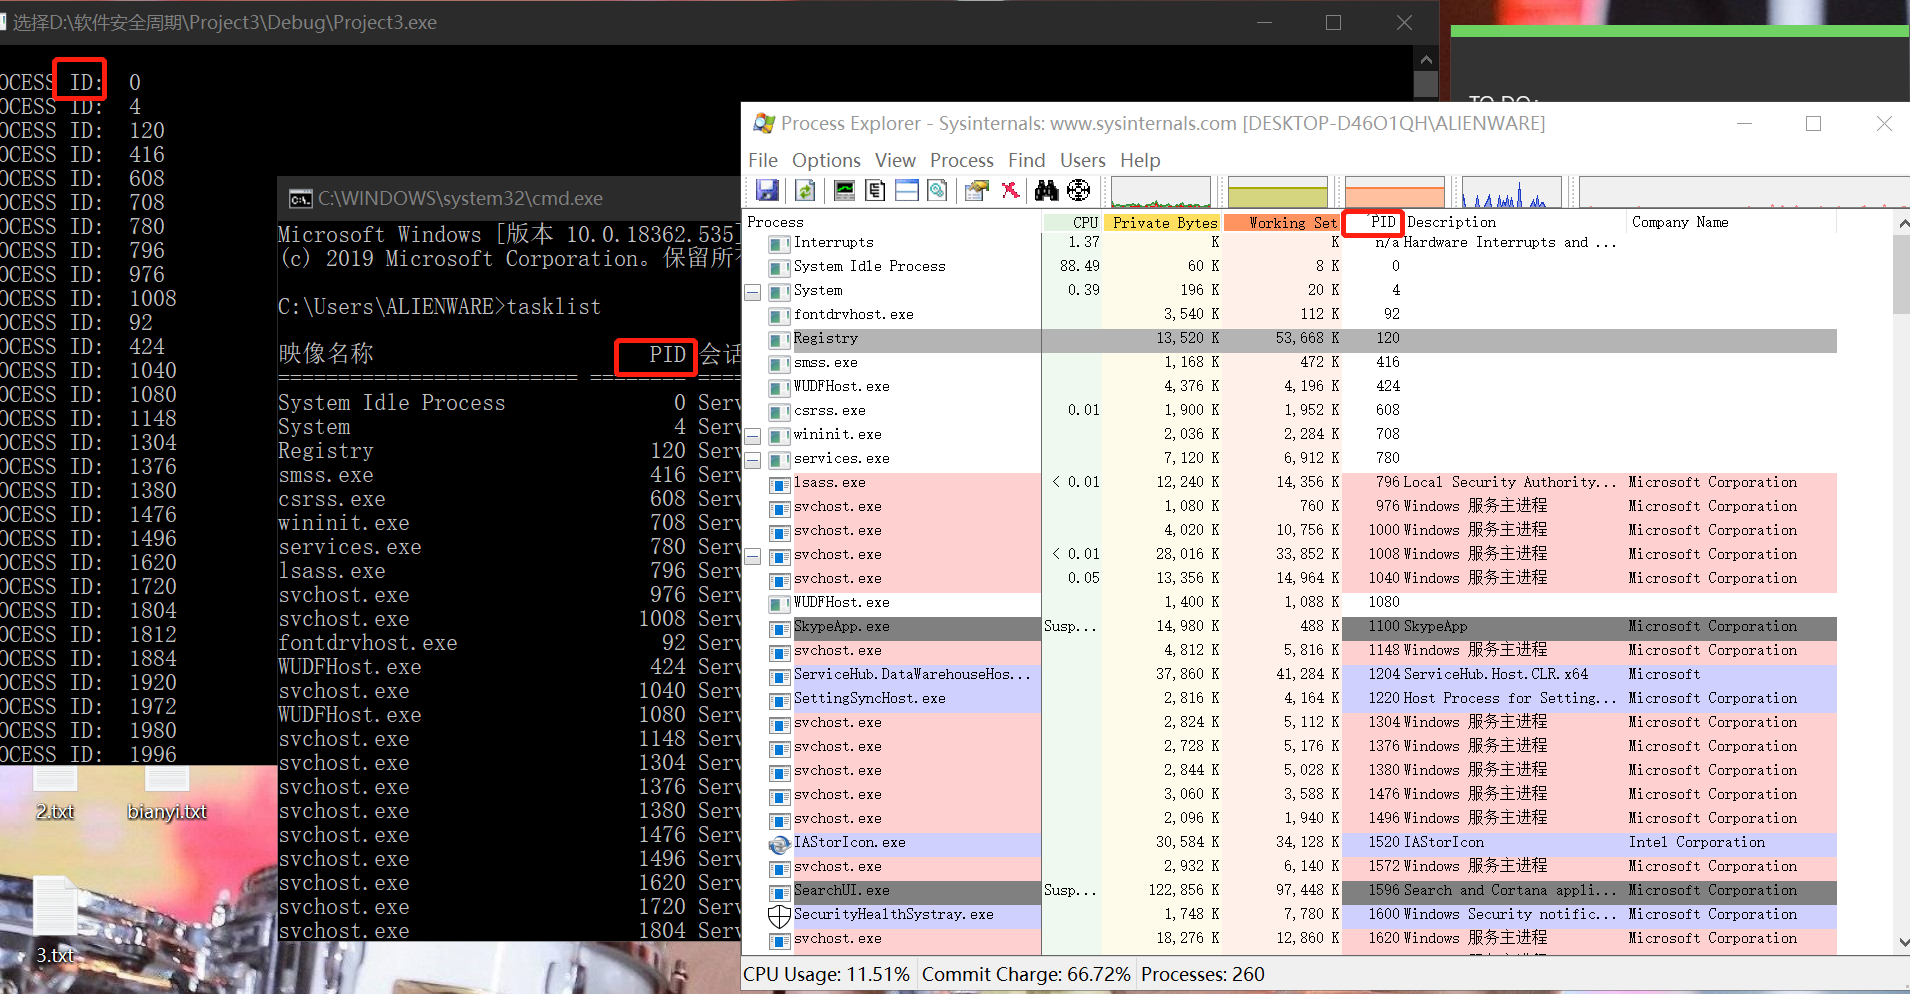 选择D:\软件安全周期\Project3\Debug\Project3.exe
OCESS ID: 0
OCESS ID: 4
OCESS ID: 120
OCESS ID: 416
OCESS ID: 608
OCESS ID: 708
OCESS ID: 780
OCESS ID: 796
OCESS ID: 976
OCESS ID: 1008
OCESS ID: 92
OCESS ID: 424
OCESS ID: 1040
OCESS ID: 1080
OCESS ID: 1148
OCESS ID: 1304
OCESS ID: 1376
OCESS ID: 1380
OCESS ID: 1476
OCESS ID: 1496
OCESS ID: 1620
OCESS ID: 1720
OCESS ID: 1804
OCESS ID: 1812
OCESS ID: 1884
OCESS ID: 1920
OCESS ID: 1972
OCESS ID: 1980
OCESS ID: 1996
2.txt
bianyi.txt
3.txt
C:\WINDOWS\system32\cmd.exe
Microsoft Windows [版本 10.0.18362.535]
(c) 2019 Microsoft Corporation。保留所有
C:\Users\ALIENWARE>tasklist
映像名称 PID 会话
========================= ======== ====
System Idle Process 0 Serv
System 4 Serv
Registry 120 Serv
smss.exe 416 Serv
csrss.exe 608 Serv
wininit.exe 708 Serv
services.exe 780 Serv
lsass.exe 796 Serv
svchost.exe 976 Serv
svchost.exe 1008 Serv
fontdrvhost.exe 92 Serv
WUDFHost.exe 424 Serv
svchost.exe 1040 Serv
WUDFHost.exe 1080 Serv
svchost.exe 1148 Serv
svchost.exe 1304 Serv
svchost.exe 1376 Serv
svchost.exe 1380 Serv
svchost.exe 1476 Serv
svchost.exe 1496 Serv
svchost.exe 1620 Serv
svchost.exe 1720 Serv
svchost.exe 1804 Serv
TO DO:
Process Explorer - Sysinternals: www.sysinternals.com [DESKTOP-D46O1QH\ALIENWARE]
File Options View Process Find Users Help
Process CPU Private Bytes Working Set PID Description Company Name
Interrupts 1.37 K K n/a Hardware Interrupts and ...
System Idle Process 88.49 60 K 8 K 0
System 0.39 196 K 20 K 4
fontdrvhost.exe 3,540 K 112 K 92
Registry 13,520 K 53,668 K 120
smss.exe 1,168 K 472 K 416
WUDFHost.exe 4,376 K 4,196 K 424
csrss.exe 0.01 1,900 K 1,952 K 608
wininit.exe 2,036 K 2,284 K 708
services.exe 7,120 K 6,912 K 780
lsass.exe < 0.01 12,240 K 14,356 K 796 Local Security Authority... Microsoft Corporation
svchost.exe 1,080 K 760 K 976 Windows 服务主进程 Microsoft Corporation
svchost.exe 4,020 K 10,756 K 1000 Windows 服务主进程 Microsoft Corporation
svchost.exe < 0.01 28,016 K 33,852 K 1008 Windows 服务主进程 Microsoft Corporation
svchost.exe 0.05 13,356 K 14,964 K 1040 Windows 服务主进程 Microsoft Corporation
WUDFHost.exe 1,400 K 1,088 K 1080
SkypeApp.exe Susp... 14,980 K 488 K 1100 SkypeApp Microsoft Corporation
svchost.exe 4,812 K 5,816 K 1148 Windows 服务主进程 Microsoft Corporation
ServiceHub.DataWarehouseHos... 37,860 K 41,284 K 1204 ServiceHub.Host.CLR.x64 Microsoft
SettingSyncHost.exe 2,816 K 4,164 K 1220 Host Process for Setting... Microsoft Corporation
svchost.exe 2,824 K 5,112 K 1304 Windows 服务主进程 Microsoft Corporation
svchost.exe 2,728 K 5,176 K 1376 Windows 服务主进程 Microsoft Corporation
svchost.exe 2,844 K 5,028 K 1380 Windows 服务主进程 Microsoft Corporation
svchost.exe 3,060 K 3,588 K 1476 Windows 服务主进程 Microsoft Corporation
svchost.exe 2,096 K 1,940 K 1496 Windows 服务主进程 Microsoft Corporation
IAStorIcon.exe 30,584 K 34,128 K 1520 IAStorIcon Intel Corporation
svchost.exe 2,932 K 6,140 K 1572 Windows 服务主进程 Microsoft Corporation
SearchUI.exe Susp... 122,856 K 97,448 K 1596 Search and Cortana appli... Microsoft Corporation
SecurityHealthSystray.exe 1,748 K 7,780 K 1600 Windows Security notific... Microsoft Corporation
svchost.exe 18,276 K 12,860 K 1620 Windows 服务主进程 Microsoft Corporation
CPU Usage: 11.51% Commit Charge: 66.72% Processes: 260